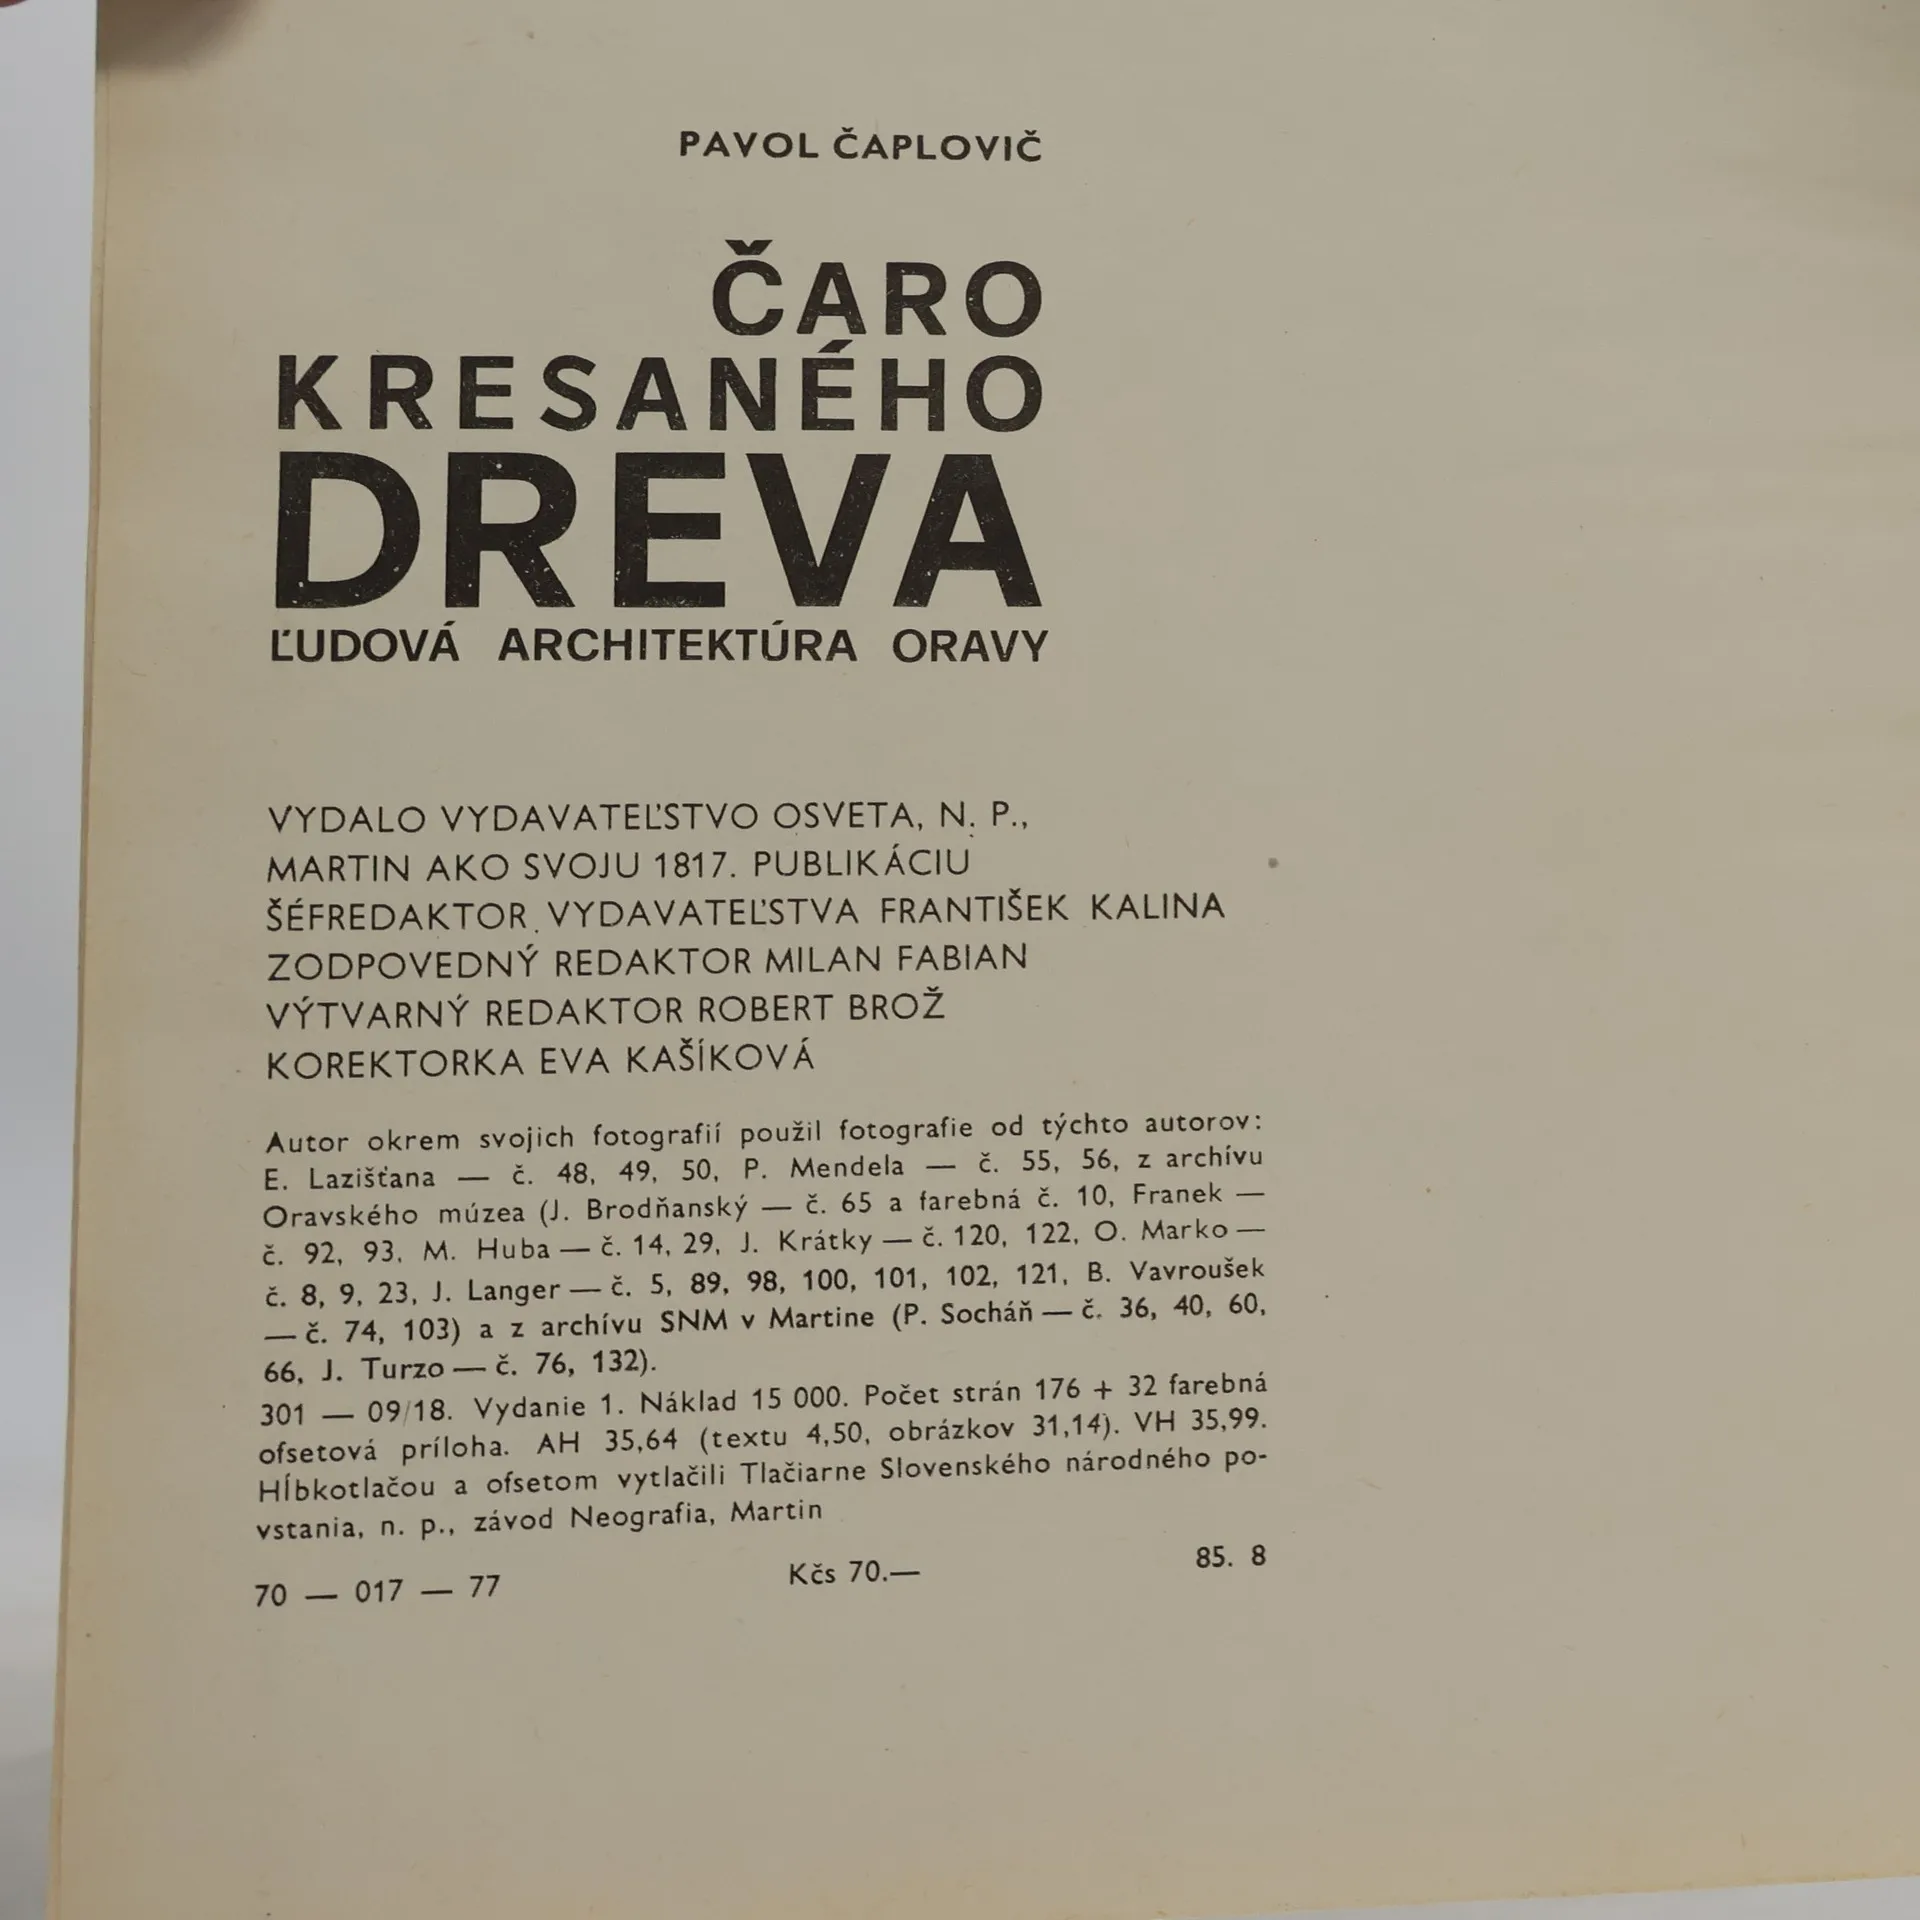 PAVOL ČAPLOVIČ
ČARO
KRESANÉHO
DREVA
ĽUDOVÁ ARCHITEKTÚRA ORAVY
VYDALO VYDAVATEĽSTVO OSVETA, N. P.,
MARTIN AKO SVOJU 1817. PUBLIKÁCIU
ŠÉFREDAKTOR VYDAVATEĽSTVA FRANTIŠEK KALINA
ZODPOVEDNÝ REDAKTOR MILAN FABIAN
VÝTVARNÝ REDAKTOR ROBERT BROŽ
KOREKTORKA EVA KAŠÍKOVÁ
Autor okrem svojich fotografií použil fotografie od týchto autorov:
E. Lazišťana — č. 48, 49, 50, P. Mendela — č. 55, 56, z archívu
Oravského múzea (J. Brodňanský — č. 65 a farebná č. 10, Franek —
č. 92, 93, M. Huba — č. 14, 29, J. Krátky — č. 120, 122, O. Marko —
č. 8, 9, 23, J. Langer — č. 5, 89, 98, 100, 101, 102, 121, B. Vavroušek
— č. 74, 103) a z archívu SNM v Martine (P. Socháň — č. 36, 40, 60,
66, J. Turzo — č. 76, 132).
301 — 09/18. Vydanie 1. Náklad 15 000. Počet strán 176 + 32 farebná
ofsetová príloha. AH 35,64 (textu 4,50, obrázkov 31,14). VH 35,99.
Hĺbkotlačou a ofsetom vytlačili Tlačiarne Slovenského národného po-
vstania, n. p., závod Neografia, Martin
70 — 017 — 77 Kčs 70.— 85. 8